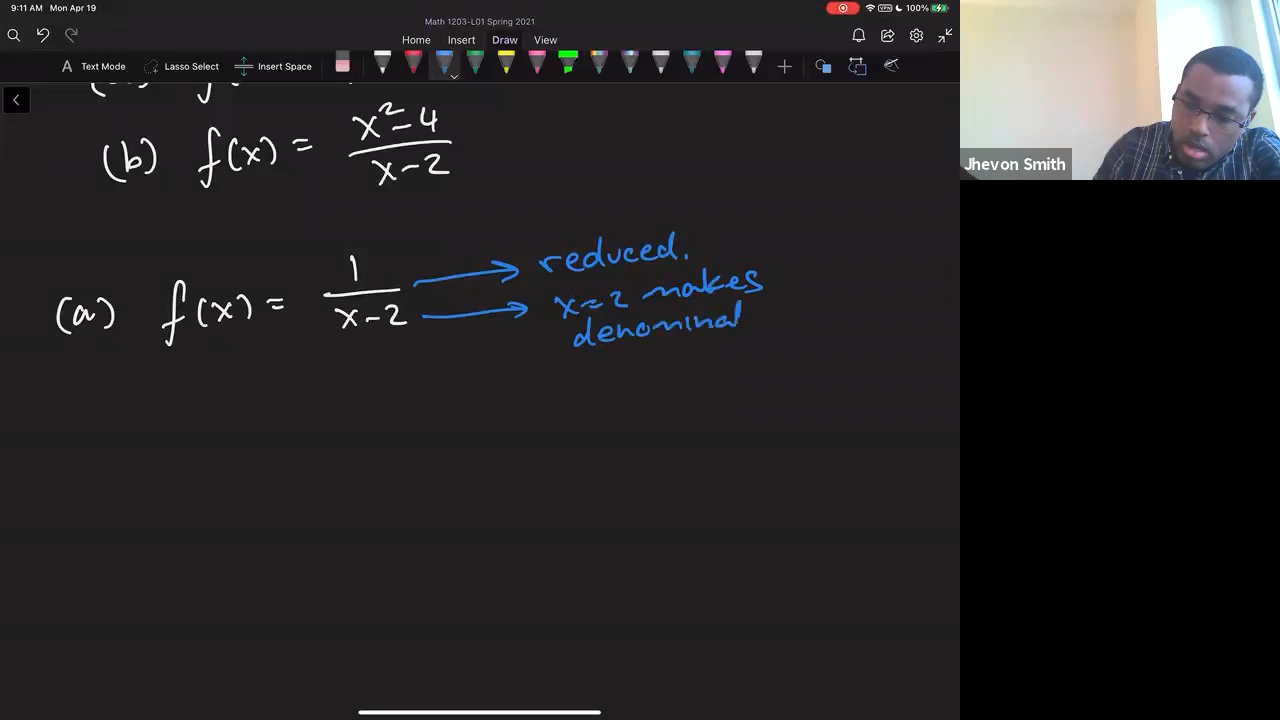 9:11 AM Mon Apr 19
100%
VPN
Math 1203-L01 Spring 2021
Home Insert Draw View
Text Mode Lasso Select Insert Space
(b) f(x) = x²-4 / x-2
Jhevon Smith
(a) f(x) = 1 / x-2
reduced.
x=2 makes
denominal